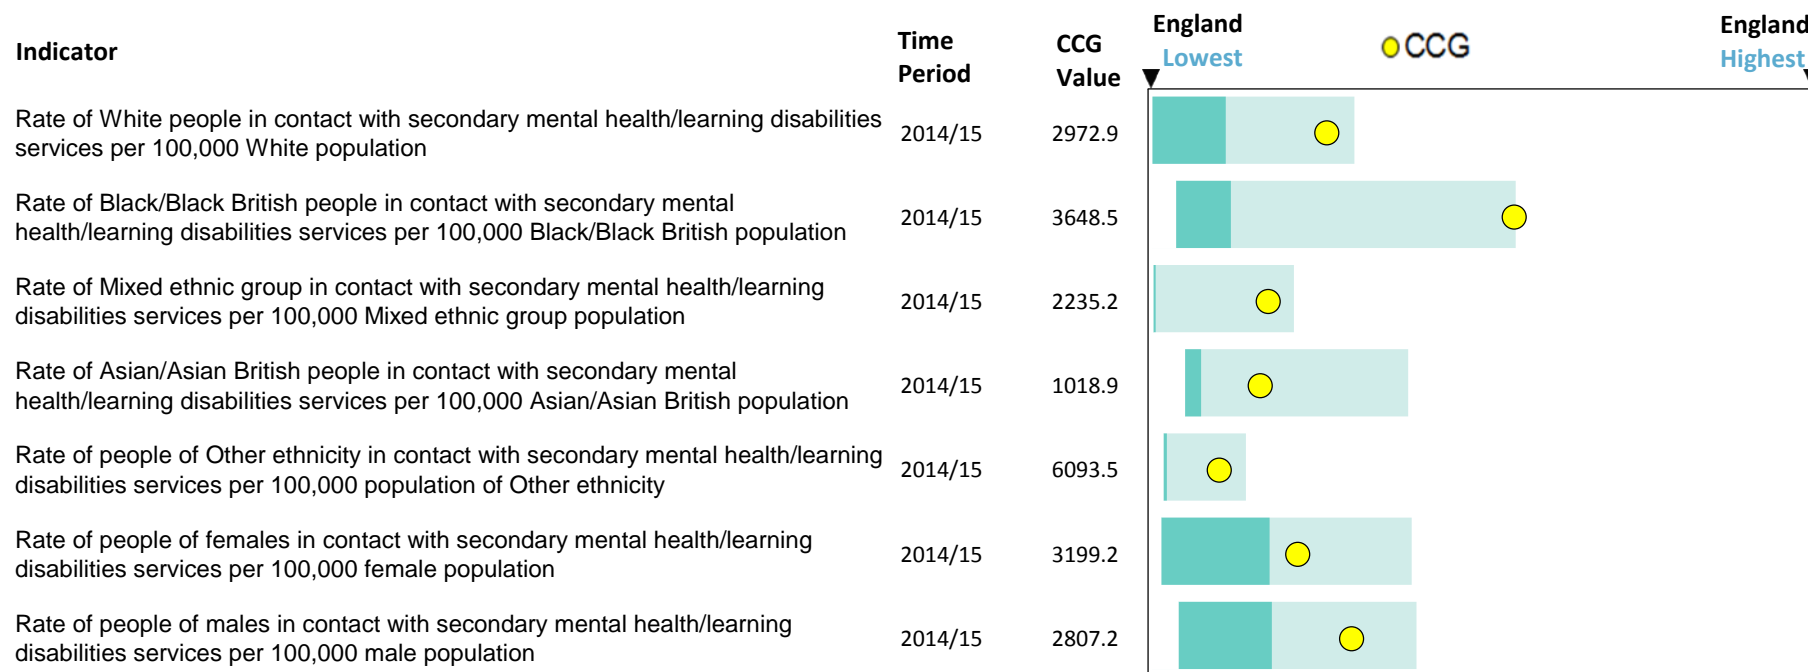 Indicator
Time
Period
CCG
Value
England
Lowest
CCG
England
Highest
Rate of White people in contact with secondary mental health/learning disabilities
services per 100,000 White population
2014/15
2972.9
Rate of Black/Black British people in contact with secondary mental
health/learning disabilities services per 100,000 Black/Black British population
2014/15
3648.5
Rate of Mixed ethnic group in contact with secondary mental health/learning
disabilities services per 100,000 Mixed ethnic group population
2014/15
2235.2
Rate of Asian/Asian British people in contact with secondary mental
health/learning disabilities services per 100,000 Asian/Asian British population
2014/15
1018.9
Rate of people of Other ethnicity in contact with secondary mental health/learning
disabilities services per 100,000 population of Other ethnicity
2014/15
6093.5
Rate of people of females in contact with secondary mental health/learning
disabilities services per 100,000 female population
2014/15
3199.2
Rate of people of males in contact with secondary mental health/learning
disabilities services per 100,000 male population
2014/15
2807.2